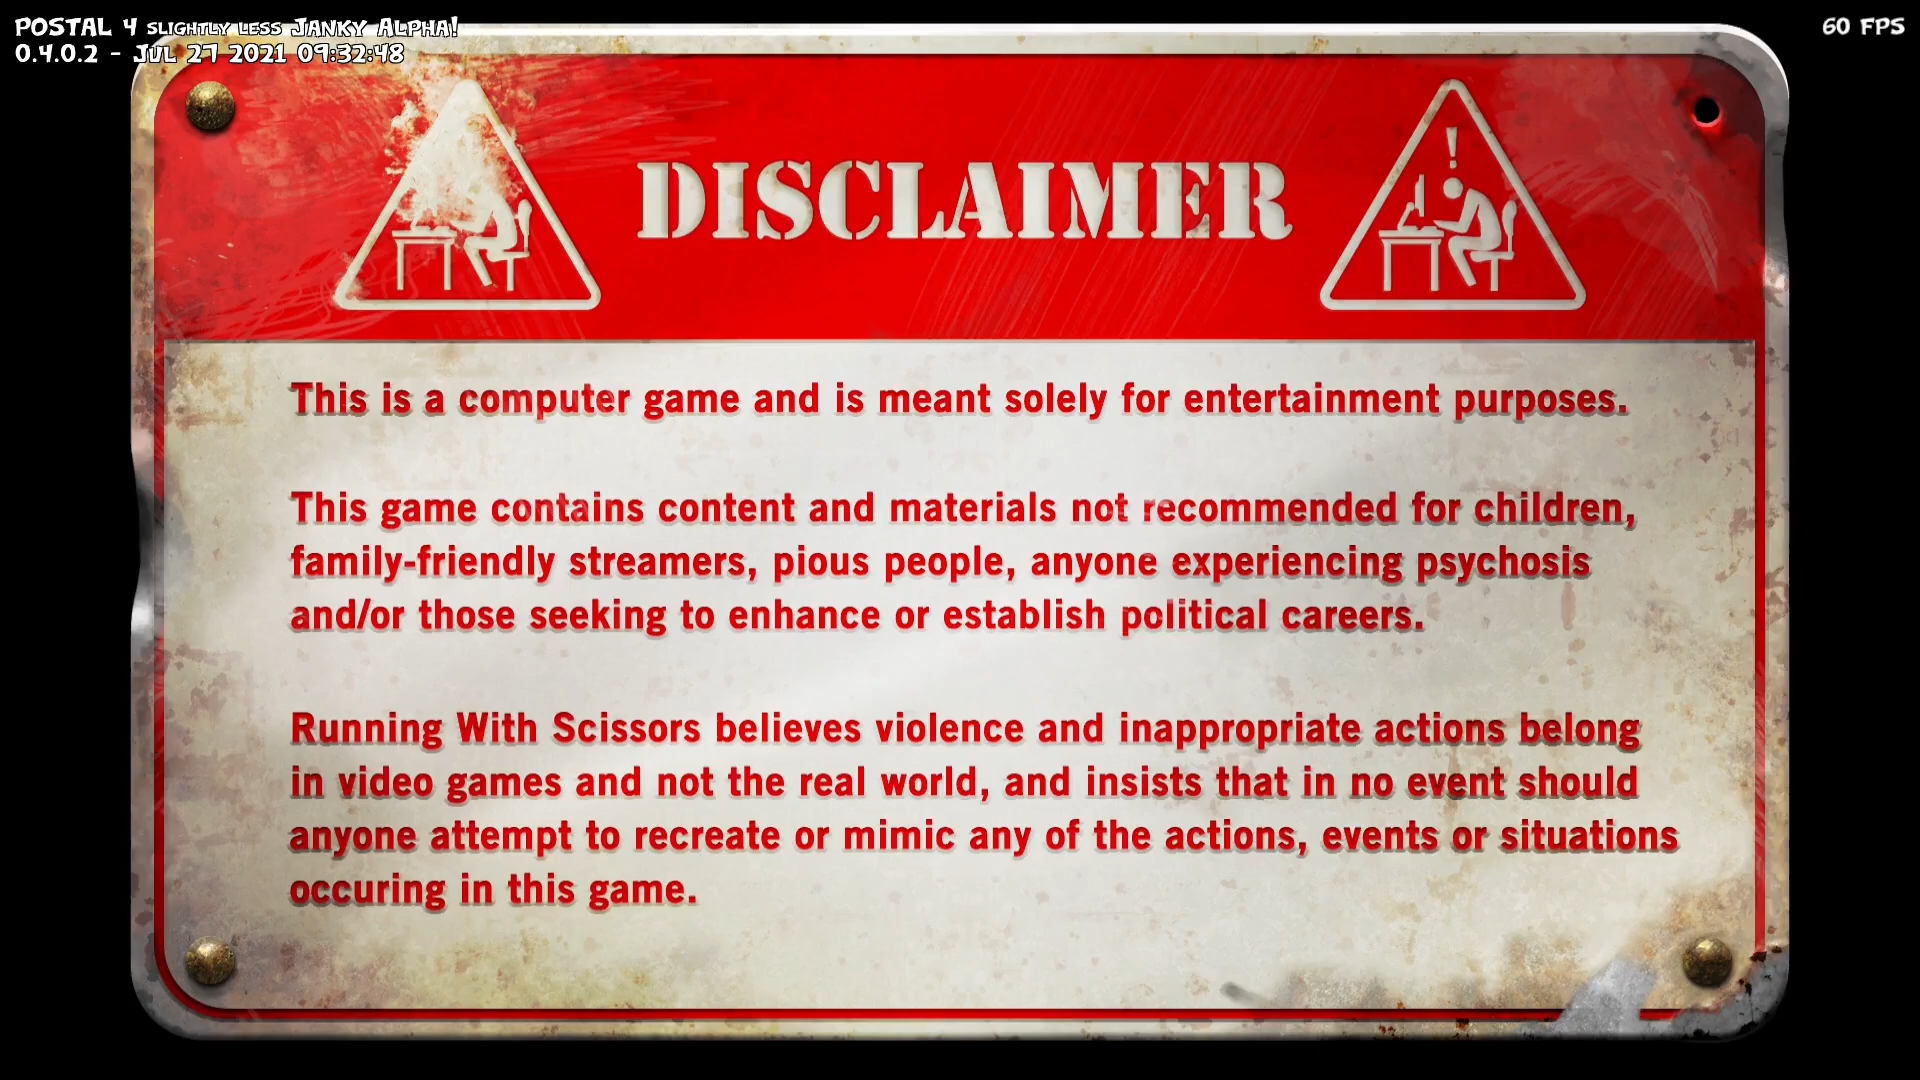 POSTAL 4 SLIGHTLY LESS JANKY ALPHA!
0.4.0.2 - JUL 27 2021 09:32:48
60 FPS
DISCLAIMER
!
This is a computer game and is meant solely for entertainment purposes.
This game contains content and materials not recommended for children,
family-friendly streamers, pious people, anyone experiencing psychosis
and/or those seeking to enhance or establish political careers.
Running With Scissors believes violence and inappropriate actions belong
in video games and not the real world, and insists that in no event should
anyone attempt to recreate or mimic any of the actions, events or situations
occuring in this game.